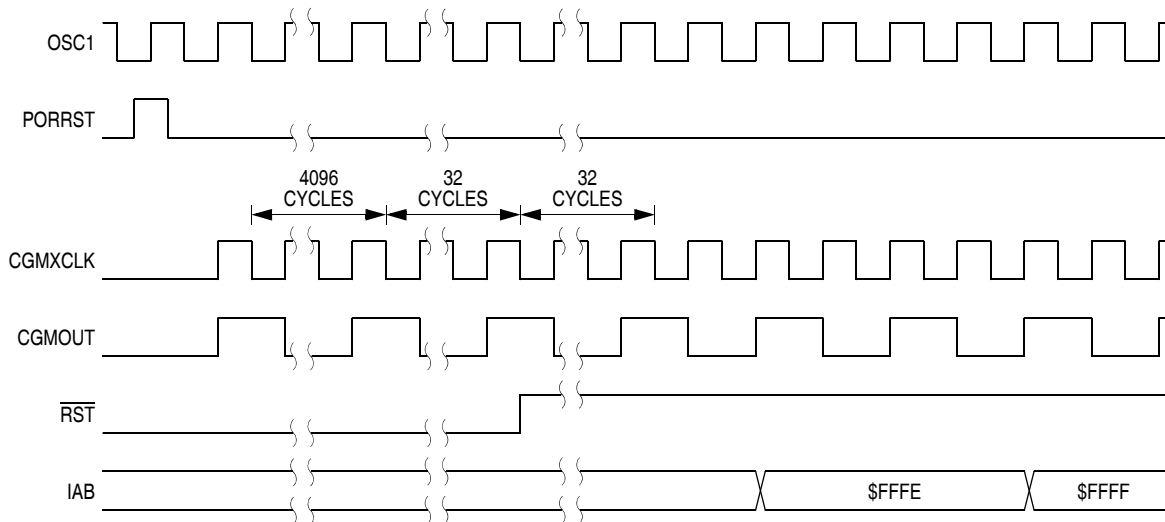 OSC1
PORRST
4096
CYCLES
32
CYCLES
32
CYCLES
CGMXCLK
CGMOUT
RST
IAB
$FFFE
$FFFF